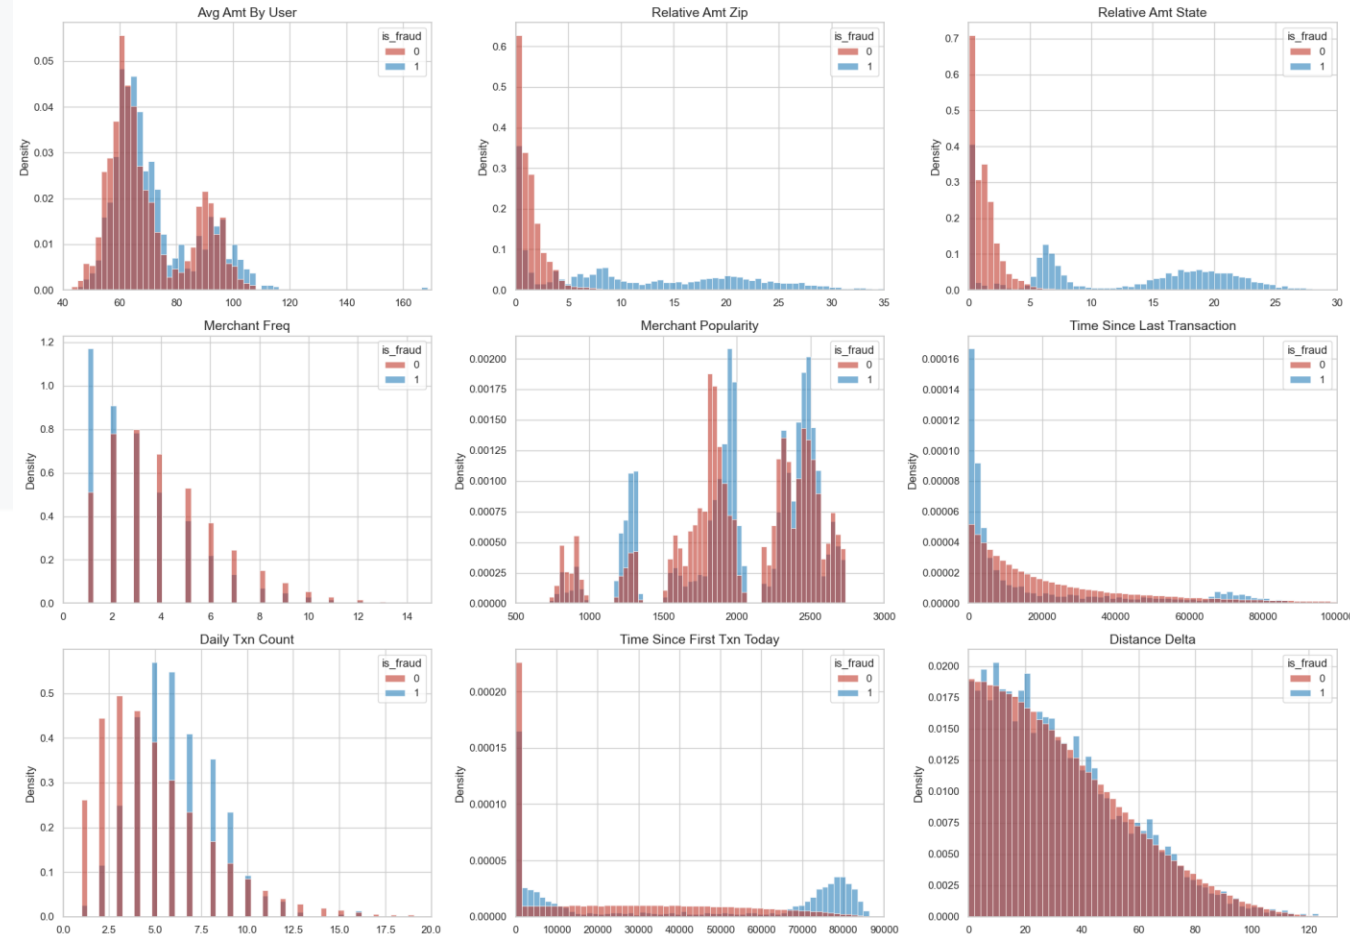 Avg Amt By User
is_fraud
0
1
Density
0.05
0.04
0.03
0.02
0.01
0.00
40 60 80 100 120 140 160
Relative Amt Zip
is_fraud
0
1
Density
0.6
0.5
0.4
0.3
0.2
0.1
0.0
0 5 10 15 20 25 30 35
Relative Amt State
is_fraud
0
1
Density
0.7
0.6
0.5
0.4
0.3
0.2
0.1
0.0
0 5 10 15 20 25 30
Merchant Freq
is_fraud
0
1
Density
1.2
1.0
0.8
0.6
0.4
0.2
0.0
0 2 4 6 8 10 12 14
Merchant Popularity
is_fraud
0
1
Density
0.00200
0.00175
0.00150
0.00125
0.00100
0.00075
0.00050
0.00025
0.00000
500 1000 1500 2000 2500 3000
Time Since Last Transaction
is_fraud
0
1
Density
0.00016
0.00014
0.00012
0.00010
0.00008
0.00006
0.00004
0.00002
0.00000
0 20000 40000 60000 80000 10000
Daily Txn Count
is_fraud
0
1
Density
0.5
0.4
0.3
0.2
0.1
0.0
0.0 2.5 5.0 7.5 10.0 12.5 15.0 17.5 20.0
Time Since First Txn Today
is_fraud
0
1
Density
0.00020
0.00015
0.00010
0.00005
0.00000
0 10000 20000 30000 40000 50000 60000 70000 80000 90000
Distance Delta
is_fraud
0
1
Density
0.0200
0.0175
0.0150
0.0125
0.0100
0.0075
0.0050
0.0025
0.0000
0 20 40 60 80 100 120